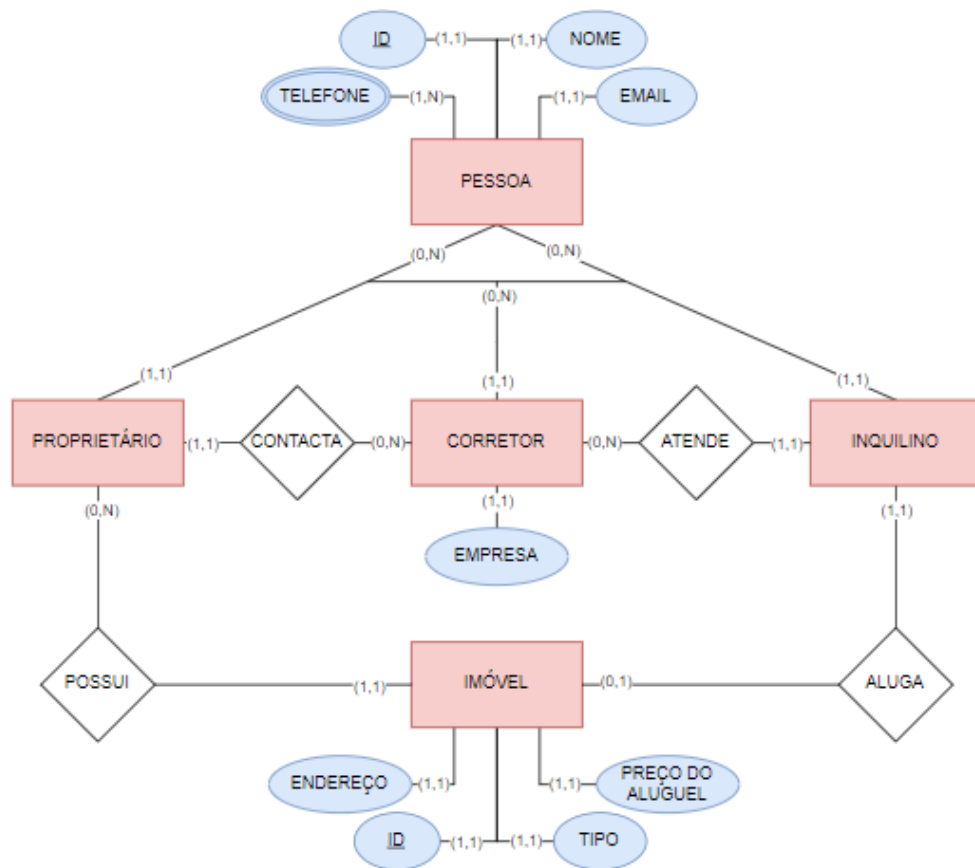 ID (1,1) (1,1) NOME
TELEFONE (1,N) (1,1) EMAIL
PESSOA
(0,N) (0,N)
(0,N)
(1,1) (1,1) (1,1)
PROPRIETÁRIO (1,1) CONTACTA (0,N) CORRETOR (0,N) ATENDE (1,1) INQUILINO
(0,N) (1,1) (1,1)
EMPRESA
POSSUI (1,1) IMÓVEL (0,1) ALUGA
ENDEREÇO (1,1) (1,1) PREÇO DO
ALUGUEL
ID (1,1) (1,1) TIPO